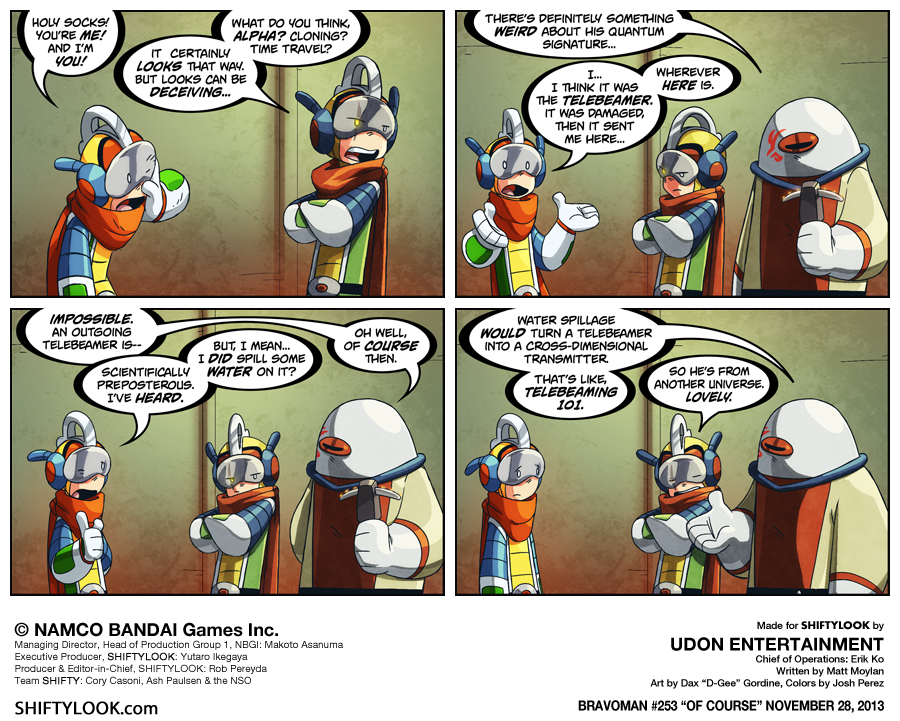 HOLY SOCKS!
YOU'RE ME!
AND I'M
YOU!
IT CERTAINLY
LOOKS THAT WAY.
BUT LOOKS CAN BE
DECEIVING...
WHAT DO YOU THINK,
ALPHA? CLONING?
TIME TRAVEL?
THERE'S DEFINITELY SOMETHING
WEIRD ABOUT HIS QUANTUM
SIGNATURE...
I...
I THINK IT WAS
THE TELEBEAMER.
IT WAS DAMAGED,
THEN IT SENT
ME HERE...
WHEREVER
HERE IS.
IMPOSSIBLE.
AN OUTGOING
TELEBEAMER IS--
SCIENTIFICALLY
PREPOSTEROUS.
I'VE HEARD.
BUT, I MEAN...
I DID SPILL SOME
WATER ON IT?
OH WELL,
OF COURSE
THEN.
WATER SPILLAGE
WOULD TURN A TELEBEAMER
INTO A CROSS-DIMENSIONAL
TRANSMITTER.
THAT'S LIKE,
TELEBEAMING
101.
SO HE'S FROM
ANOTHER UNIVERSE.
LOVELY.
© NAMCO BANDAI Games Inc.
Managing Director, Head of Production Group 1, NBGI: Makoto Asanuma
Executive Producer, SHIFTYLOOK: Yutaro Ikegaya
Producer & Editor-in-Chief, SHIFTYLOOK: Rob Pereyda
Team SHIFTY: Cory Casoni, Ash Paulsen & the NSO
SHIFTYLOOK.com
Made for SHIFTYLOOK by
UDON ENTERTAINMENT
Chief of Operations: Erik Ko
Written by Matt Moylan
Art by Dax "D-Gee" Gordine, Colors by Josh Perez
BRAVOMAN #253 "OF COURSE" NOVEMBER 28, 2013